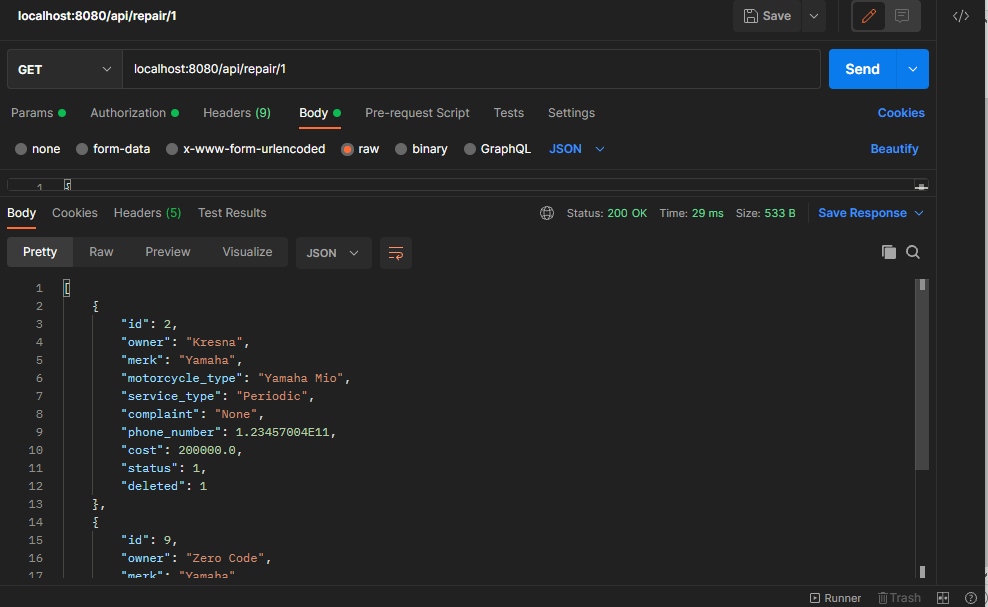 localhost:8080/api/repair/1
Save
GET
localhost:8080/api/repair/1
Send
Params
Authorization
Headers (9)
Body
Pre-request Script
Tests
Settings
Cookies
none
form-data
x-www-form-urlencoded
raw
binary
GraphQL
JSON
Beautify
1 {
Body
Cookies
Headers (5)
Test Results
Status: 200 OK
Time: 29 ms
Size: 533 B
Save Response
Pretty
Raw
Preview
Visualize
JSON
1 [
2 {
3 "id": 2,
4 "owner": "Kresna",
5 "merk": "Yamaha",
6 "motorcycle_type": "Yamaha Mio",
7 "service_type": "Periodic",
8 "complaint": "None",
9 "phone_number": 1.23457004E11,
10 "cost": 200000.0,
11 "status": 1,
12 "deleted": 1
13 },
14 {
15 "id": 9,
16 "owner": "Zero Code",
17 "merk": "Yamaha"
Runner
Trash